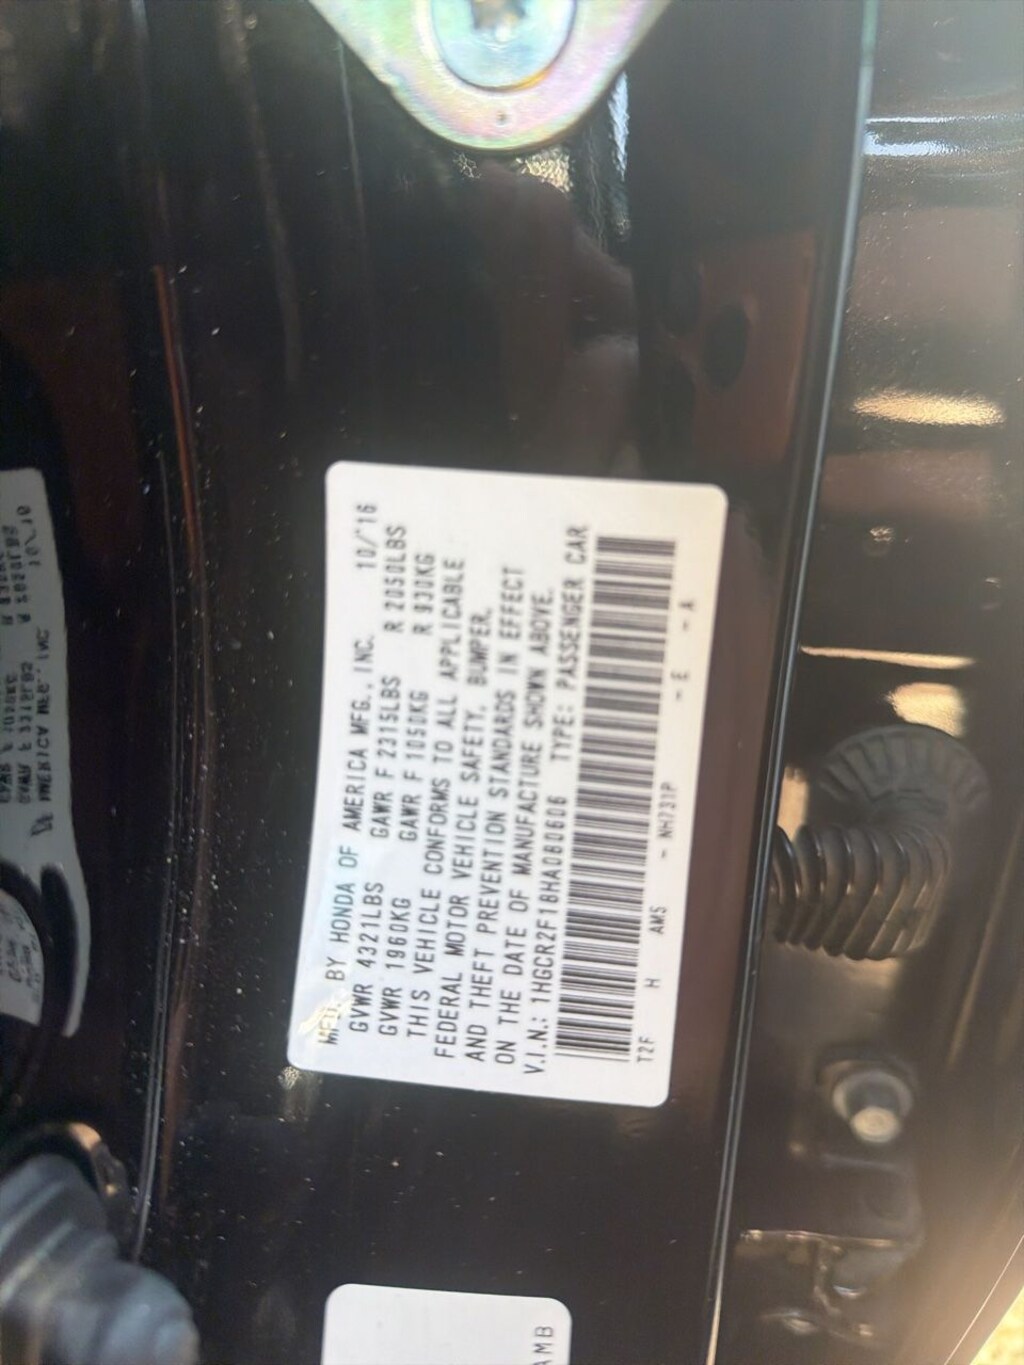 MFD. BY HONDA OF AMERICA MFG., INC. 10/'16
GVWR 4321LBS GAWR F 2315LBS R 2050LBS
GVWR 1960KG GAWR F 1050KG R 930KG
THIS VEHICLE CONFORMS TO ALL APPLICABLE
FEDERAL MOTOR VEHICLE SAFETY, BUMPER,
AND THEFT PREVENTION STANDARDS IN EFFECT
ON THE DATE OF MANUFACTURE SHOWN ABOVE.
V.I.N.: 1HGCR2F18HA080606 TYPE: PASSENGER CAR
T2F H AMS - NH731P - E - A
AMB